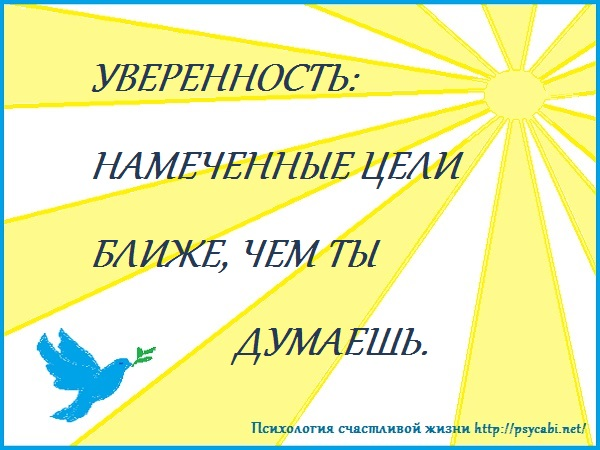 УВЕРЕННОСТЬ:
НАМЕЧЕННЫЕ ЦЕЛИ
БЛИЖЕ, ЧЕМ ТЫ
ДУМАЕШЬ.
Психология счастливой жизни http://psycabi.net/